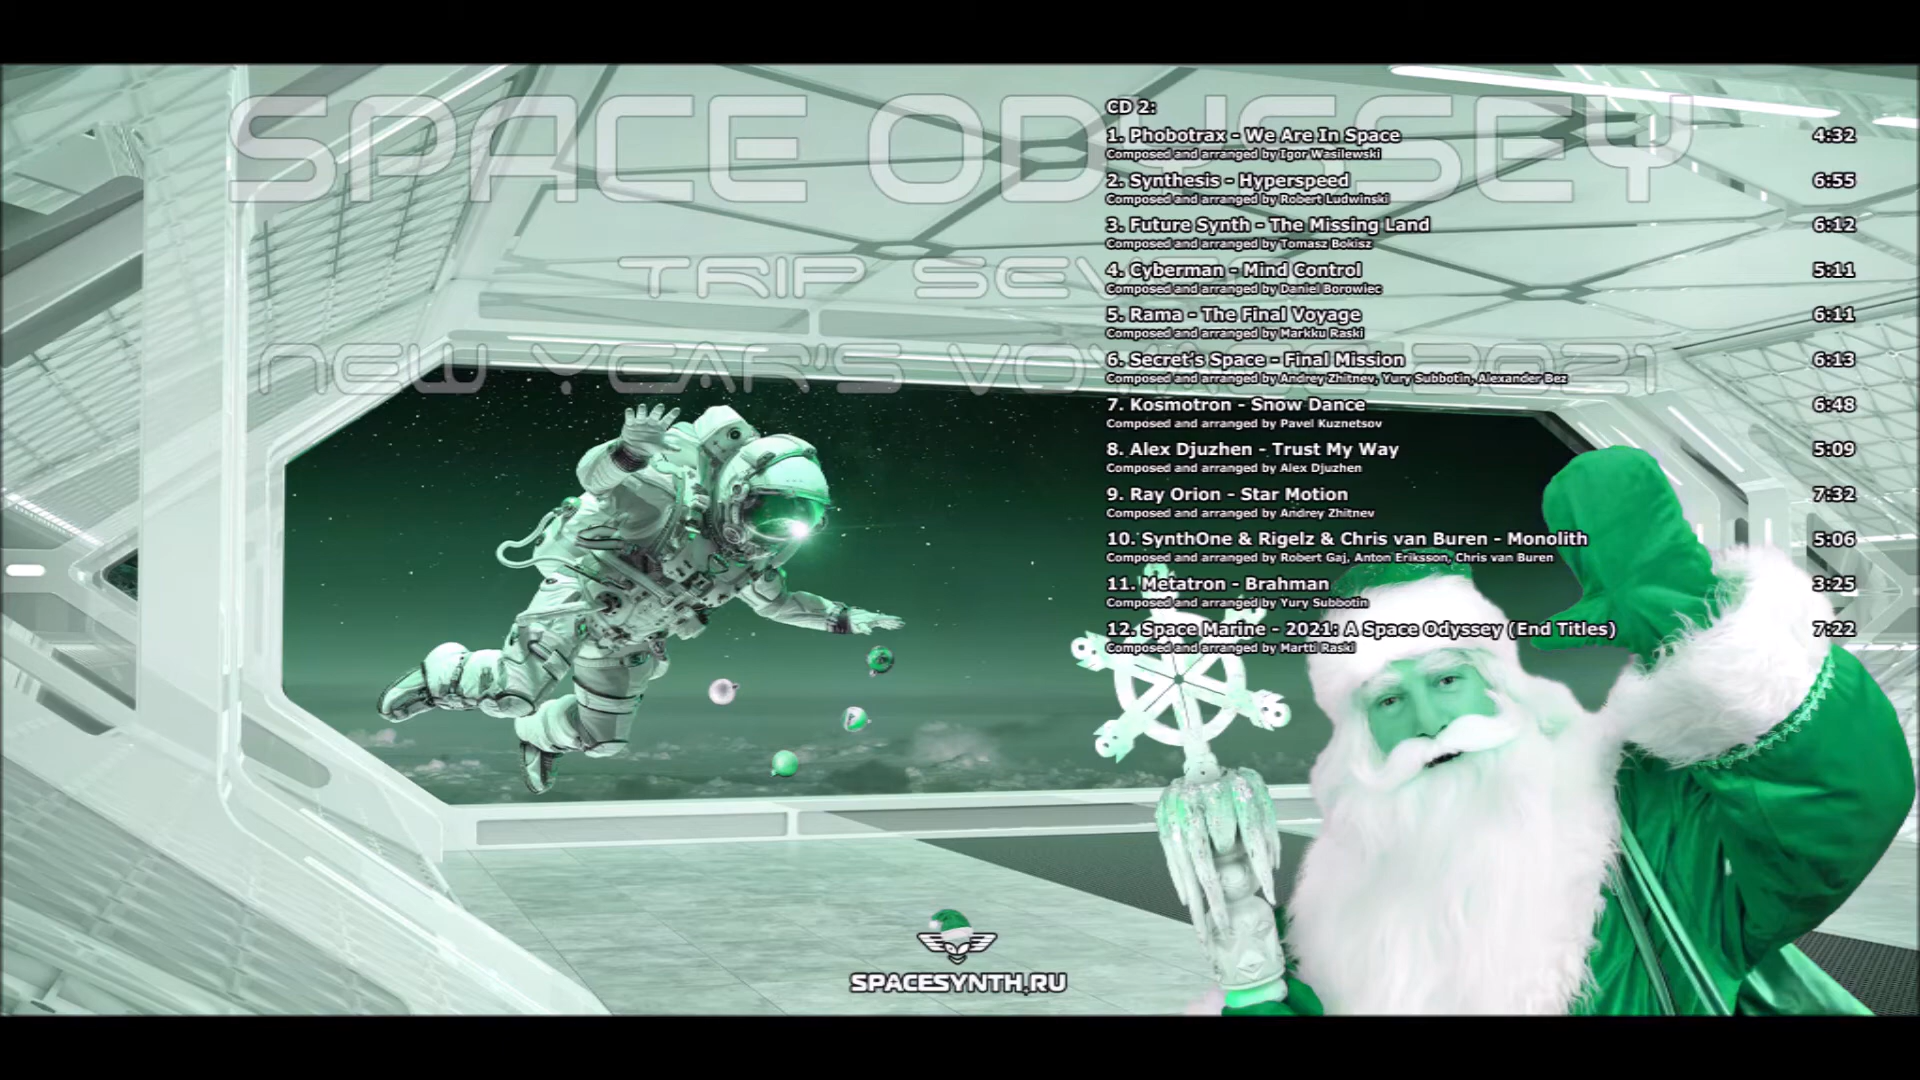 SPACE ODYSSEY
TRIP SEV
NEW YEAR'S VO 2021
CD 2:
1. Phobotrax - We Are In Space 4:32
Composed and arranged by Igor Wasilewski
2. Synthesis - Hyperspeed 6:55
Composed and arranged by Robert Ludwinski
3. Future Synth - The Missing Land 6:12
Composed and arranged by Tomasz Bokisz
4. Cyberman - Mind Control 5:11
Composed and arranged by Daniel Borowiec
5. Rama - The Final Voyage 6:11
Composed and arranged by Markku Raski
6. Secret's Space - Final Mission 6:13
Composed and arranged by Andrey Zhitnev, Yury Subbotin, Alexander Bez
7. Kosmotron - Snow Dance 6:48
Composed and arranged by Pavel Kuznetsov
8. Alex Djuzhen - Trust My Way 5:09
Composed and arranged by Alex Djuzhen
9. Ray Orion - Star Motion 7:32
Composed and arranged by Andrey Zhitnev
10. SynthOne & Rigelz & Chris van Buren - Monolith 5:06
Composed and arranged by Robert Gaj, Anton Eriksson, Chris van Buren
11. Metatron - Brahman 3:25
Composed and arranged by Yury Subbotin
12. Space Marine - 2021: A Space Odyssey (End Titles) 7:22
Composed and arranged by Martti Raski
SPACESYNTH.RU